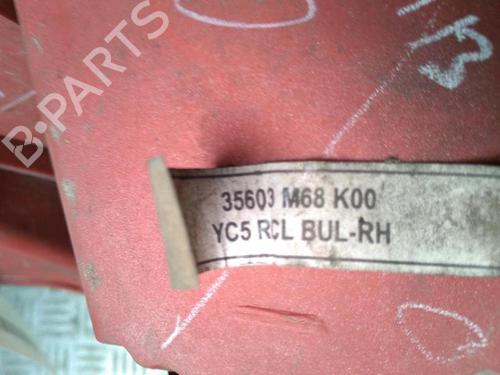 B-PARTS
35603 M68 K00
YC5 RCL BUL-RH